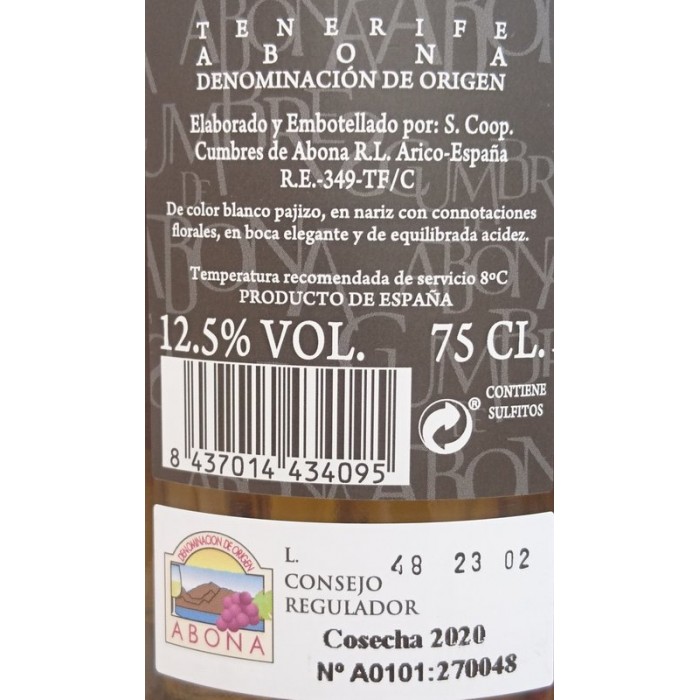 TENERIFE
ABONA
DENOMINACIÓN DE ORIGEN
Elaborado y Embotellado por: S. Coop.
Cumbres de Abona R.L. Arico-España
R.E.-349-TF/C
De color blanco pajizo, en nariz con connotaciones
florales, en boca elegante y de equilibrada acidez.
Temperatura recomendada de servicio 8ºC
PRODUCTO DE ESPAÑA
12.5% VOL. 75 CL.
CONTIENE
® SULFITOS
8 437014 434095
DENOMINACION DE ORIGEN
ABONA
L. 48 23 02
CONSEJO
REGULADOR
Cosecha 2020
Nº A0101:270048